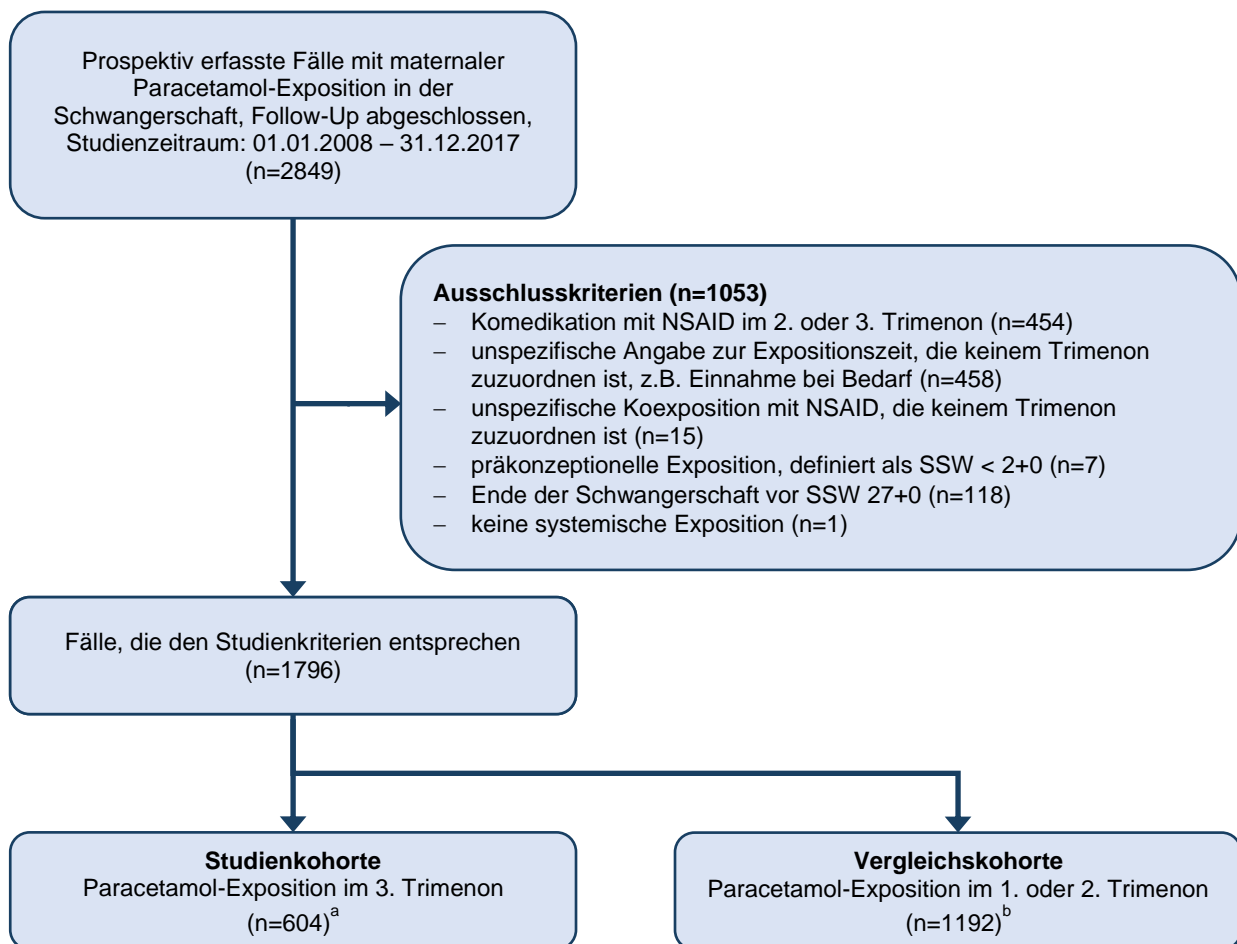 Prospektiv erfasste Fälle mit maternaler
Paracetamol-Exposition in der
Schwangerschaft, Follow-Up abgeschlossen,
Studienzeitraum: 01.01.2008 – 31.12.2017
(n=2849)
Ausschlusskriterien (n=1053)
– Komedikation mit NSAID im 2. oder 3. Trimenon (n=454)
– unspezifische Angabe zur Expositionszeit, die keinem Trimenon
zuzuordnen ist, z.B. Einnahme bei Bedarf (n=458)
– unspezifische Koexposition mit NSAID, die keinem Trimenon
zuzuordnen ist (n=15)
– präkonzeptionelle Exposition, definiert als SSW < 2+0 (n=7)
– Ende der Schwangerschaft vor SSW 27+0 (n=118)
– keine systemische Exposition (n=1)
Fälle, die den Studienkriterien entsprechen
(n=1796)
Studienkohorte
Paracetamol-Exposition im 3. Trimenon
(n=604)a
Vergleichskohorte
Paracetamol-Exposition im 1. oder 2. Trimenon
(n=1192)b